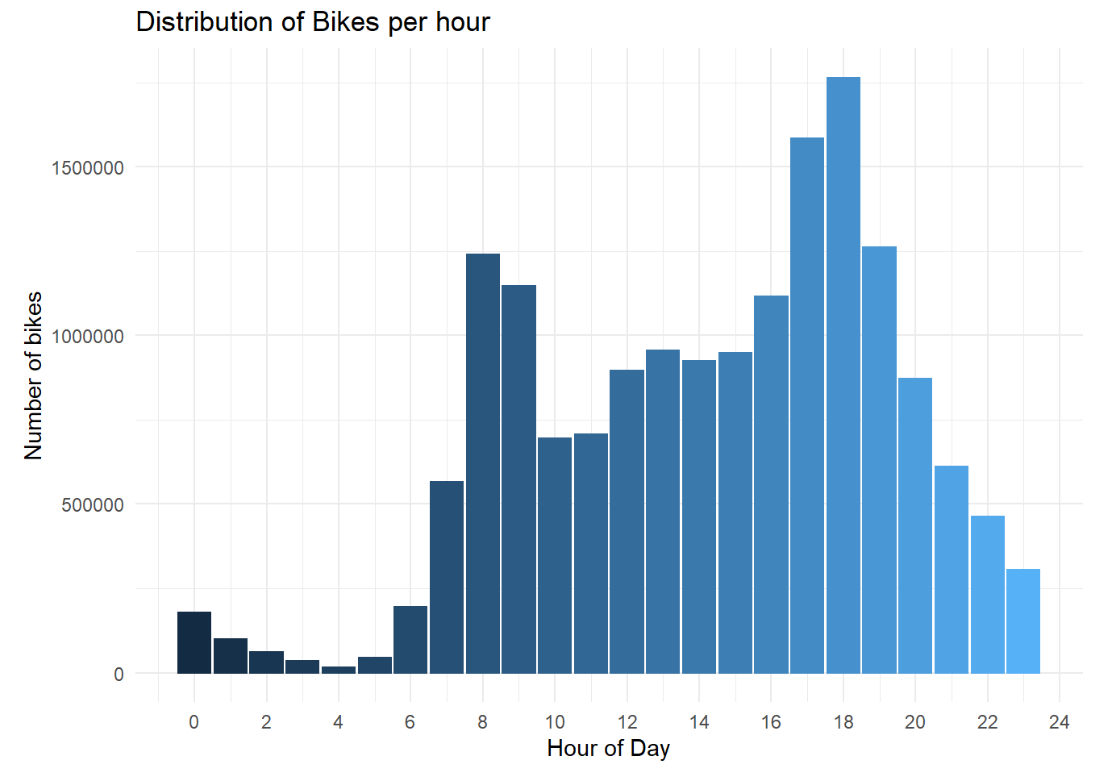 Distribution of Bikes per hour
Number of bikes
1500000
1000000
500000
0
0 2 4 6 8 10 12 14 16 18 20 22 24
Hour of Day